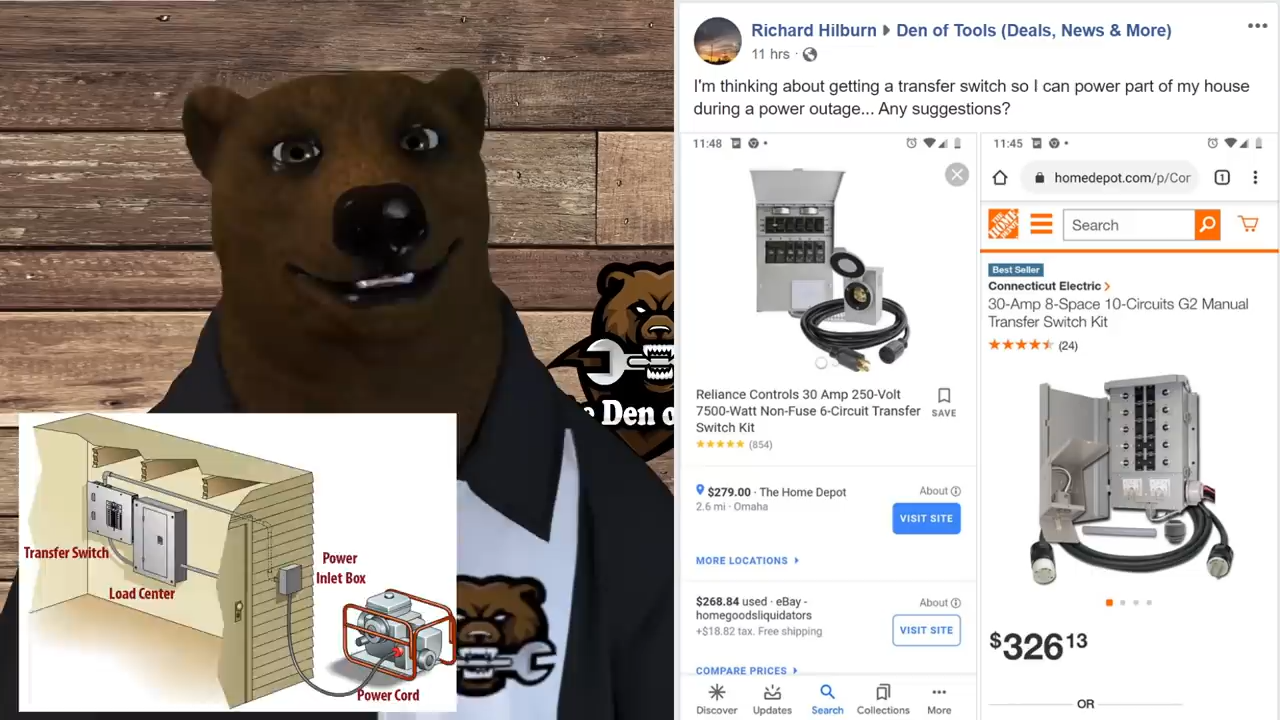 Richard Hilburn Den of Tools (Deals, News & More)
11 hrs ·
I'm thinking about getting a transfer switch so I can power part of my house
during a power outage... Any suggestions?
11:48
Reliance Controls 30 Amp 250-Volt
7500-Watt Non-Fuse 6-Circuit Transfer
Switch Kit
SAVE
(854)
$279.00 · The Home Depot
2.6 mi · Omaha
About
VISIT SITE
MORE LOCATIONS
$268.84 used · eBay -
homegoodsliquidators
+$18.82 tax. Free shipping
About
VISIT SITE
COMPARE PRICES
Discover
Updates
Search
Collections
More
11:45
homedepot.com/p/Cor
1
THE HOME DEPOT
Search
Best Seller
Connecticut Electric
30-Amp 8-Space 10-Circuits G2 Manual
Transfer Switch Kit
(24)
$326 13
OR
Den o
Transfer Switch
Load Center
Power
Inlet Box
Power Cord